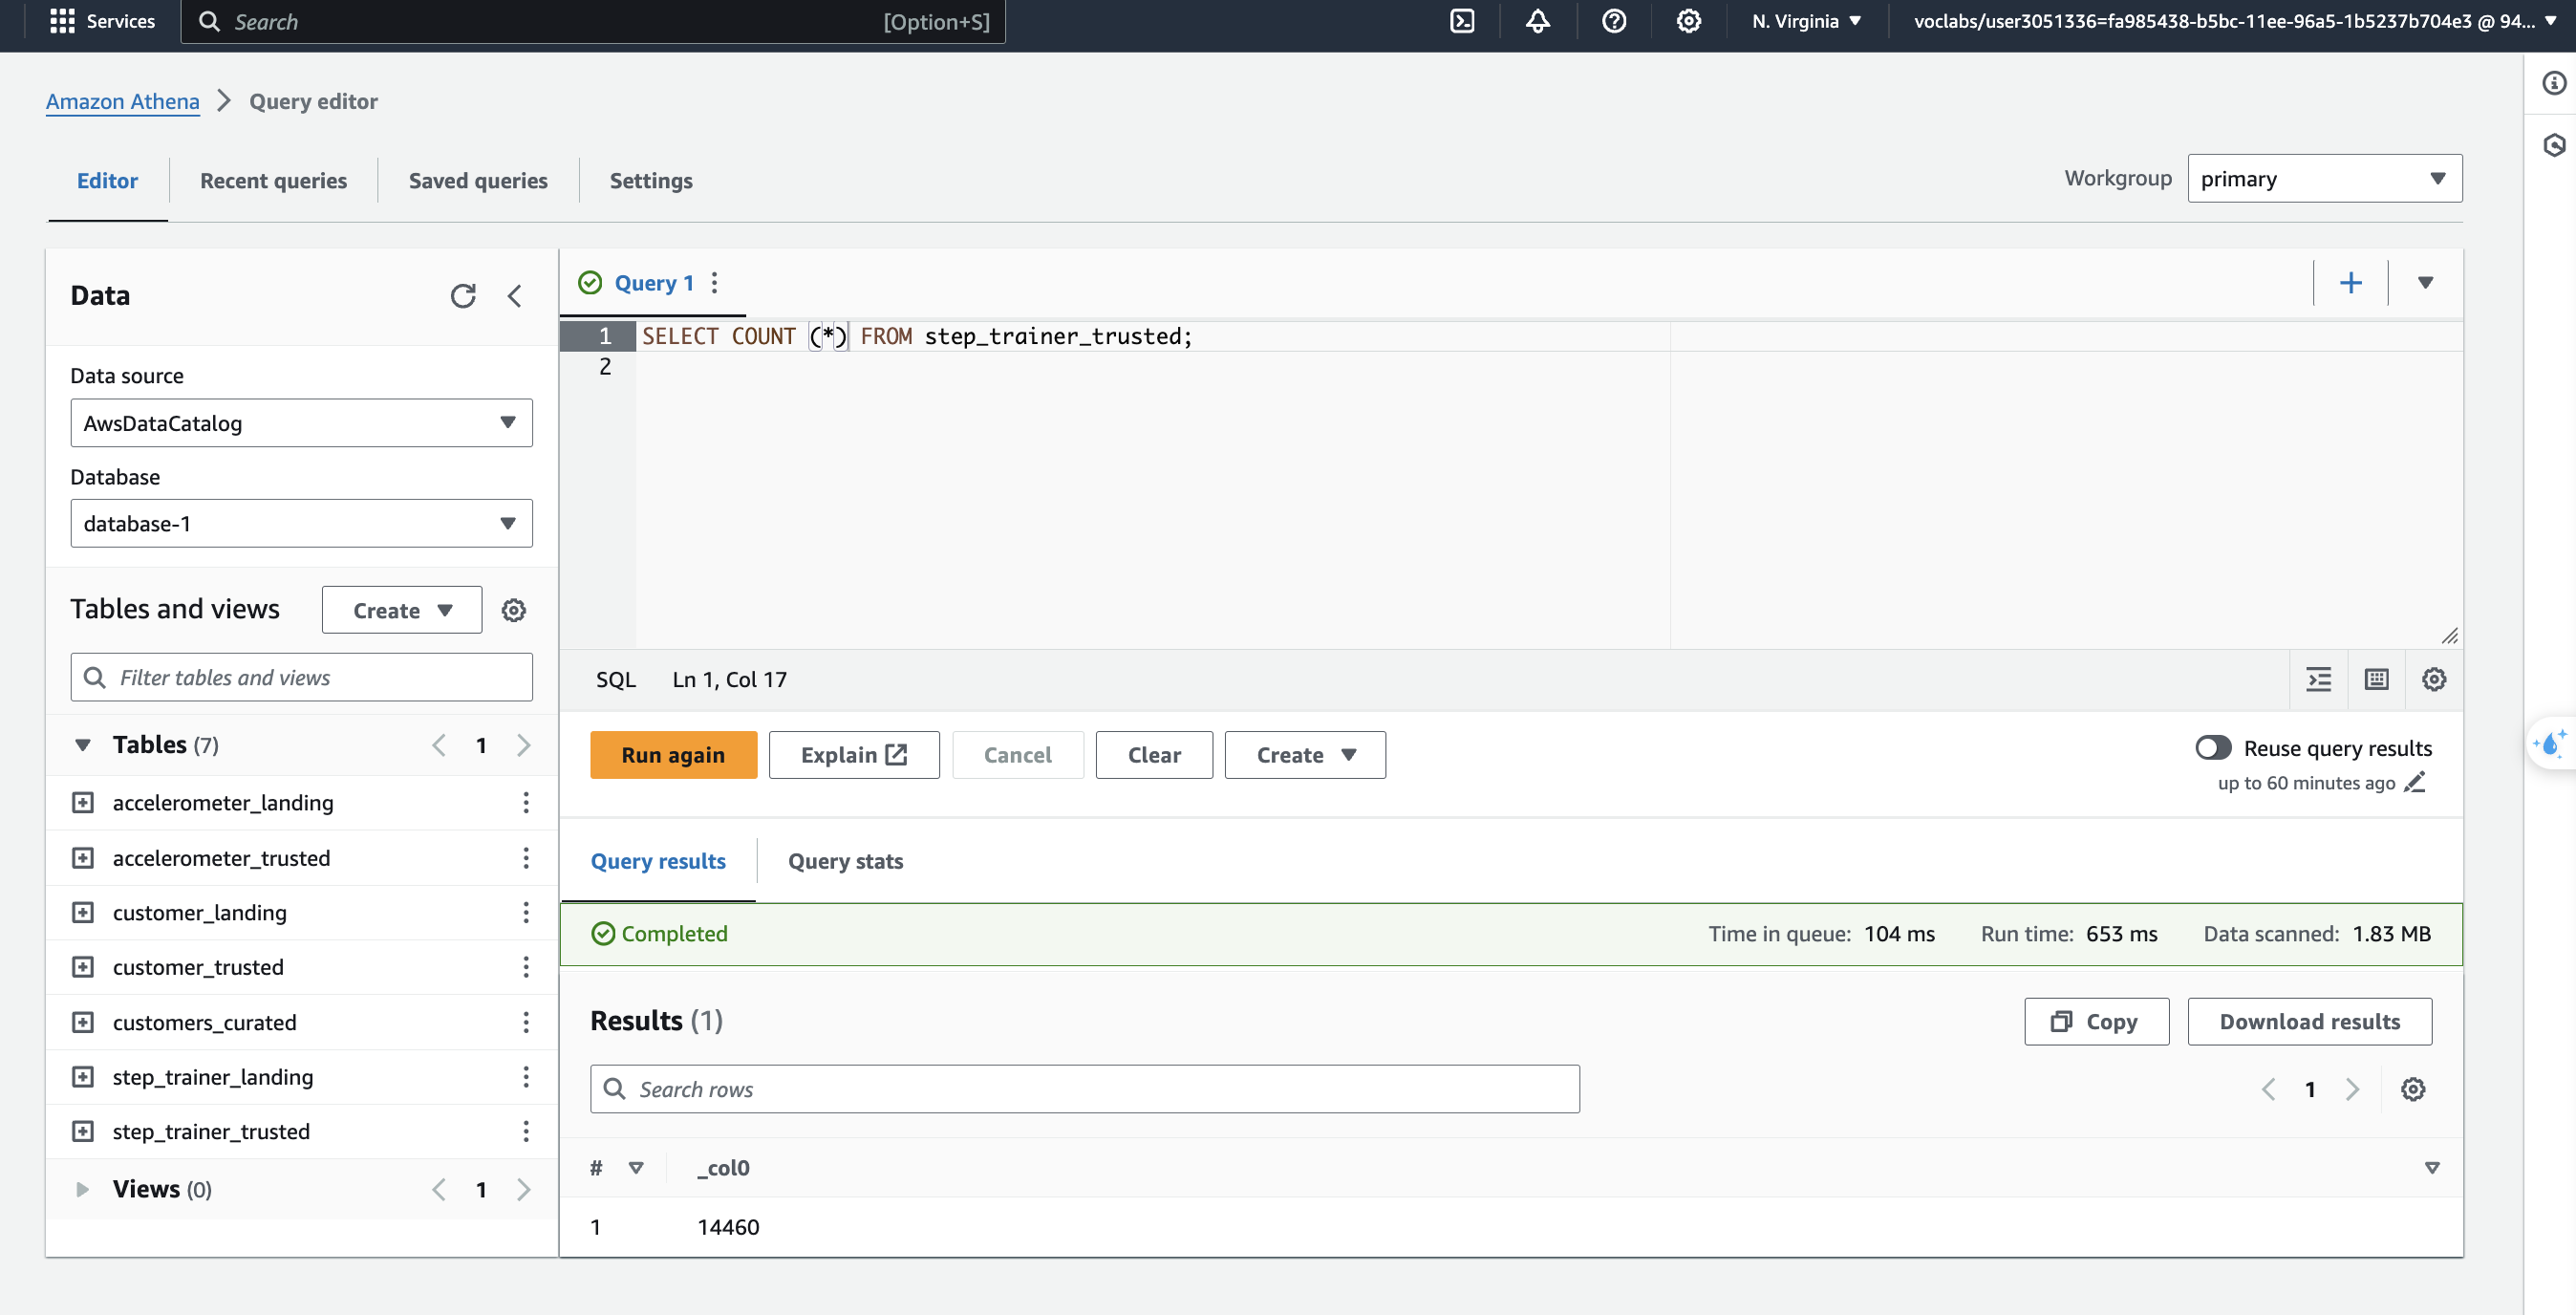 Services
Search [Option+S]
N. Virginia
voclabs/user3051336=fa985438-b5bc-11ee-96a5-1b5237b704e3 @ 94...
Amazon Athena > Query editor
Editor
Recent queries
Saved queries
Settings
Workgroup
primary
Data
Data source
AwsDataCatalog
Database
database-1
Tables and views
Create
Filter tables and views
Tables (7)
1
accelerometer_landing
accelerometer_trusted
customer_landing
customer_trusted
customers_curated
step_trainer_landing
step_trainer_trusted
Views (0)
1
Query 1
1 SELECT COUNT (*) FROM step_trainer_trusted;
2
SQL Ln 1, Col 17
Run again
Explain
Cancel
Clear
Create
Reuse query results
up to 60 minutes ago
Query results
Query stats
Completed
Time in queue: 104 ms
Run time: 653 ms
Data scanned: 1.83 MB
Results (1)
Copy
Download results
Search rows
1
# _col0
1 14460